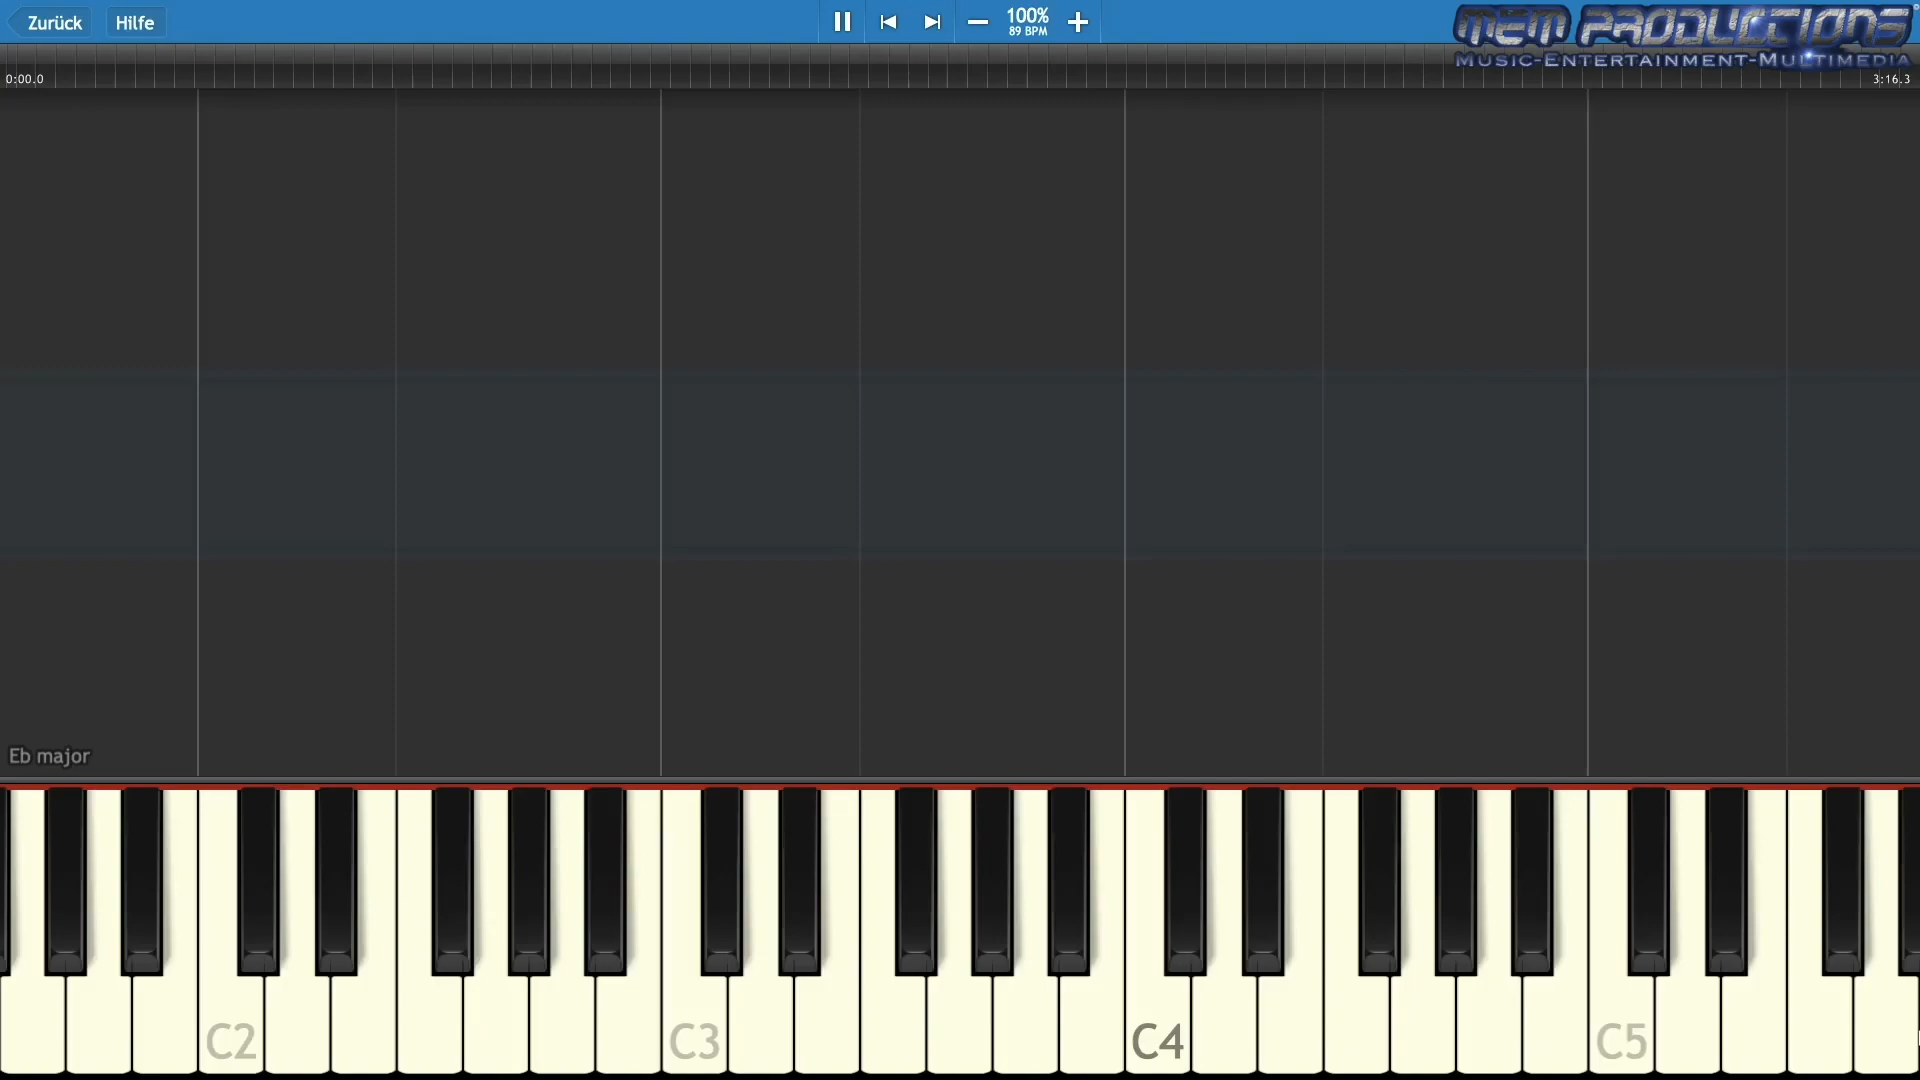 Zurück
Hilfe
100%
89 BPM
MEM PRODUCTIONS
MUSIC-ENTERTAINMENT-MULTIMEDIA
0:00.0
3:16.3
Eb major
C2
C3
C4
C5